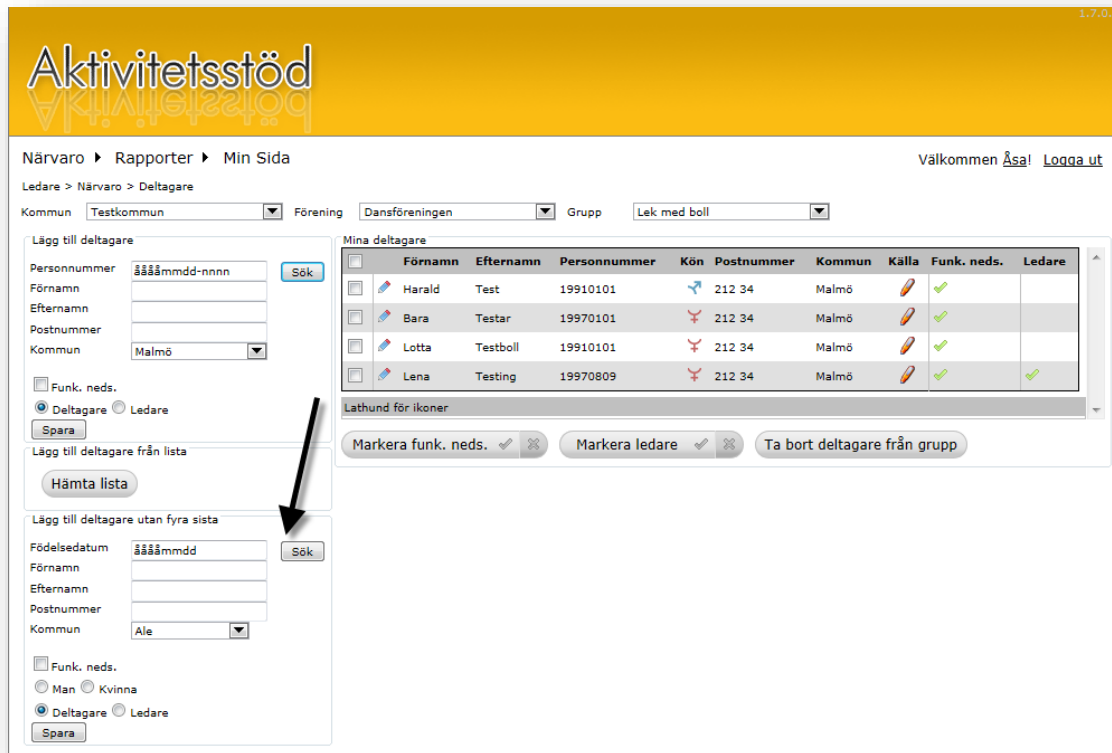 1.7.0.
Aktivitetsstöd
Närvaro Rapporter Min Sida
Välkommen Åsa! Logga ut
Ledare > Närvaro > Deltagare
Kommun Testkommun Förening Dansföreningen Grupp Lek med boll
Lägg till deltagare
Personnummer ååååmmdd-nnnn Sök
Förnamn
Efternamn
Postnummer
Kommun Malmö
Funk. neds.
Deltagare Ledare
Spara
Lägg till deltagare från lista
Hämta lista
Lägg till deltagare utan fyra sista
Födelsedatum ååååmmdd Sök
Förnamn
Efternamn
Postnummer
Kommun Ale
Funk. neds.
Man Kvinna
Deltagare Ledare
Spara
Mina deltagare
Förnamn Efternamn Personnummer Kön Postnummer Kommun Källa Funk. neds. Ledare
Harald Test 19910101 212 34 Malmö
Bara Testar 19970101 212 34 Malmö
Lotta Testboll 19910101 212 34 Malmö
Lena Testing 19970809 212 34 Malmö
Lathund för ikoner
Markera funk. neds. Markera ledare Ta bort deltagare från grupp